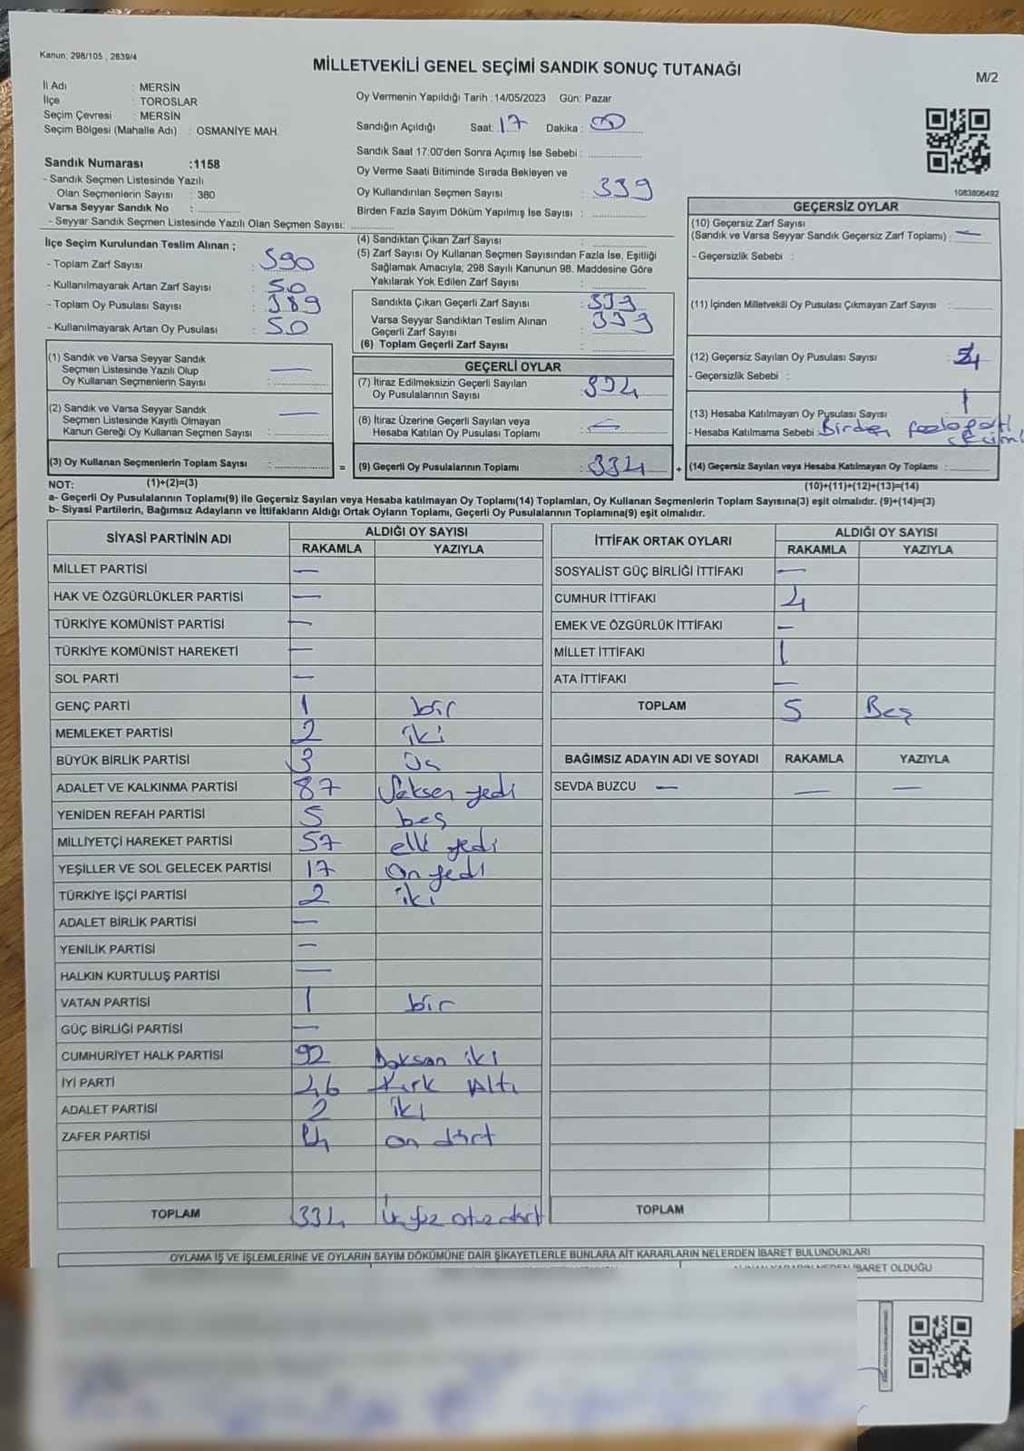 Kanun; 298/105 , 2839/4
MİLLETVEKİLİ GENEL SEÇİMİ SANDIK SONUÇ TUTANAĞI
M/2
İl Adı : MERSİN
İlçe : TOROSLAR
Seçim Çevresi : MERSİN
Seçim Bölgesi (Mahalle Adı) : OSMANİYE MAH.
Oy Vermenin Yapıldığı Tarih :14/05/2023 Gün: Pazar
Sandığın Açıldığı Saat: 17 Dakika : 00
Sandık Saat 17:00'den Sonra Açımış İse Sebebi :
Oy Verme Saati Bitiminde Sırada Bekleyen ve
Oy Kullandırılan Seçmen Sayısı : 339
Birden Fazla Sayım Döküm Yapılmış İse Sayısı :
Sandık Numarası :1158
- Sandık Seçmen Listesinde Yazılı
Olan Seçmenlerin Sayısı : 380
Varsa Seyyar Sandık No :
- Seyyar Sandık Seçmen Listesinde Yazılı Olan Seçmen Sayısı:
1083806492
İlçe Seçim Kurulundan Teslim Alınan ;
- Toplam Zarf Sayısı : 390
- Kullanılmayarak Artan Zarf Sayısı : 50
- Toplam Oy Pusulası Sayısı : 389
- Kullanılmayarak Artan Oy Pusulası : 50
(4) Sandıktan Çıkan Zarf Sayısı :
(5) Zarf Sayısı Oy Kullanan Seçmen Sayısından Fazla İse, Eşitliği
Sağlamak Amacıyla, 298 Sayılı Kanunun 98. Maddesine Göre
Yakılarak Yok Edilen Zarf Sayısı :
Sandıkta Çıkan Geçerli Zarf Sayısı : 339
Varsa Seyyar Sandıktan Teslim Alınan
Geçerli Zarf Sayısı : 339
(6) Toplam Geçerli Zarf Sayısı :
GEÇERSİZ OYLAR
(10) Geçersiz Zarf Sayısı
(Sandık ve Varsa Seyyar Sandık Geçersiz Zarf Toplamı) : —
- Geçersizlik Sebebi :
(11) İçinden Milletvekili Oy Pusulası Çıkmayan Zarf Sayısı :
(12) Geçersiz Sayılan Oy Pusulası Sayısı : 4
- Geçersizlik Sebebi :
(13) Hesaba Katılmayan Oy Pusulası Sayısı : 1
- Hesaba Katılmama Sebebi : Birden fazla parti
(14) Geçersiz Sayılan veya Hesaba Katılmayan Oy Toplamı :
(10)+(11)+(12)+(13)=(14)
(1) Sandık ve Varsa Seyyar Sandık
Seçmen Listesinde Yazılı Olup
Oy Kullanan Seçmenlerin Sayısı : —
(2) Sandık ve Varsa Seyyar Sandık
Seçmen Listesinde Kayıtlı Olmayan
Kanun Gereği Oy Kullanan Seçmen Sayısı : —
(3) Oy Kullanan Seçmenlerin Toplam Sayısı : =
GEÇERLİ OYLAR
(7) İtiraz Edilmeksizin Geçerli Sayılan
Oy Pusulalarının Sayısı : 334
(8) İtiraz Üzerine Geçerli Sayılan veya
Hesaba Katılan Oy Pusulası Toplamı : —
(9) Geçerli Oy Pusulalarının Toplamı : 334 +
NOT: (1)+(2)=(3)
a- Geçerli Oy Pusulalarının Toplamı(9) ile Geçersiz Sayılan veya Hesaba katılmayan Oy Toplamı(14) Toplamları, Oy Kullanan Seçmenlerin Toplam Sayısına(3) eşit olmalıdır. (9)+(14)=(3)
b- Siyasi Partilerin, Bağımsız Adayların ve İttifakların Aldığı Ortak Oyların Toplamı, Geçerli Oy Pusulalarının Toplamına(9) eşit olmalıdır.
SİYASİ PARTİNİN ADI ALDIĞI OY SAYISI
RAKAMLA YAZIYLA
MİLLET PARTİSİ —
HAK VE ÖZGÜRLÜKLER PARTİSİ —
TÜRKİYE KOMÜNİST PARTİSİ —
TÜRKİYE KOMÜNİST HAREKETİ —
SOL PARTİ —
GENÇ PARTİ 1 bir
MEMLEKET PARTİSİ 2 iki
BÜYÜK BİRLİK PARTİSİ 3 Üç
ADALET VE KALKINMA PARTİSİ 87 Seksen yedi
YENİDEN REFAH PARTİSİ 5 beş
MİLLİYETÇİ HAREKET PARTİSİ 57 elli yedi
YEŞİLLER VE SOL GELECEK PARTİSİ 17 On yedi
TÜRKİYE İŞÇİ PARTİSİ 2 iki
ADALET BİRLİK PARTİSİ —
YENİLİK PARTİSİ —
HALKIN KURTULUŞ PARTİSİ —
VATAN PARTİSİ 1 bir
GÜÇ BİRLİĞİ PARTİSİ —
CUMHURİYET HALK PARTİSİ 92 Doksan iki
İYİ PARTİ 46 Kırk Altı
ADALET PARTİSİ 2 iki
ZAFER PARTİSİ 14 on dört
TOPLAM 334 Üç yüz otuz dört
İTTİFAK ORTAK OYLARI ALDIĞI OY SAYISI
RAKAMLA YAZIYLA
SOSYALİST GÜÇ BİRLİĞİ İTTİFAKI —
CUMHUR İTTİFAKI 4
EMEK VE ÖZGÜRLÜK İTTİFAKI —
MİLLET İTTİFAKI 1
ATA İTTİFAKI —
TOPLAM 5 Beş
BAĞIMSIZ ADAYIN ADI VE SOYADI RAKAMLA YAZIYLA
SEVDA BUZCU — — —
TOPLAM
OYLAMA İŞ VE İŞLEMLERİNE VE OYLARIN SAYIM DÖKÜMÜNE DAİR ŞİKAYETLERLE BUNLARA AİT KARARLARIN NELERDEN İBARET BULUNDUKLARI
İBARET OLDUĞU